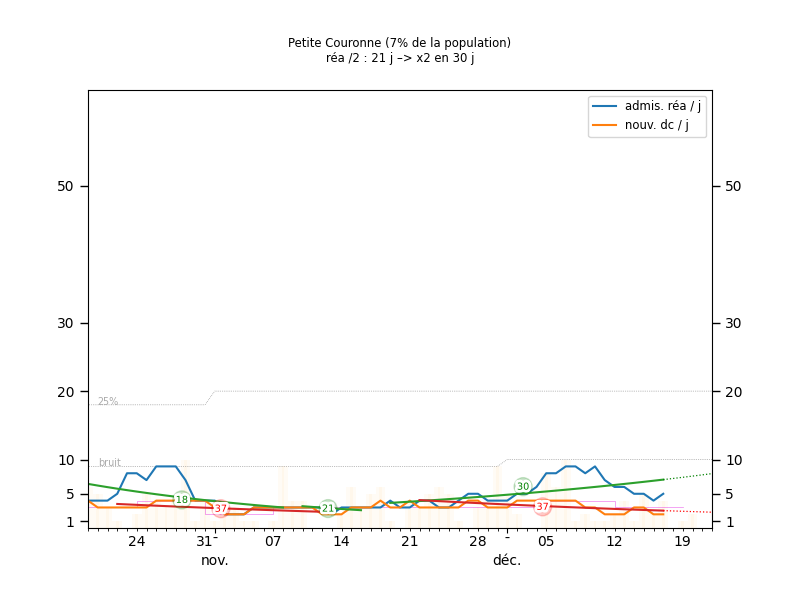 Petite Couronne (7% de la population)
réa /2 : 21 j –> x2 en 30 j
admis. réa / j
nouv. dc / j
50 50
30 30
20 20
25%
10 10
bruit
5 5
1 1
18 37 21 30 37
24 31 07 14 21 28 05 12 19
nov. déc.